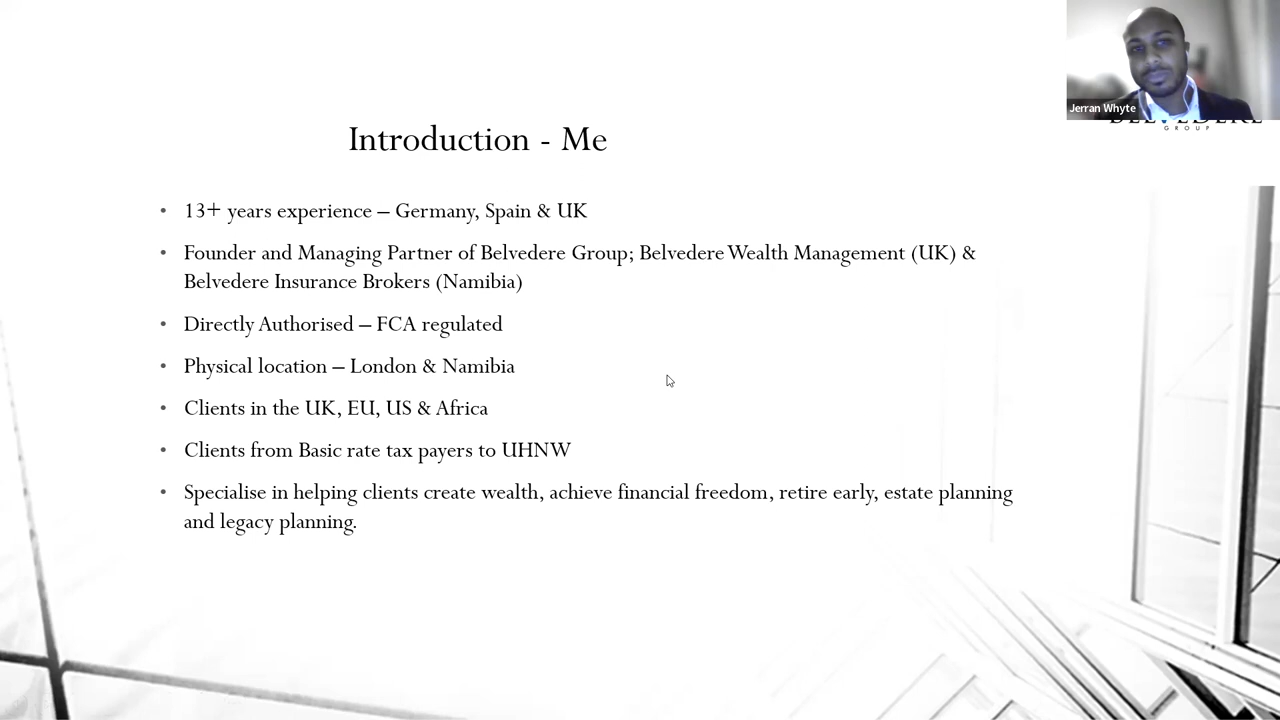 Jerran Whyte
GROUP
Introduction - Me
• 13+ years experience – Germany, Spain & UK
• Founder and Managing Partner of Belvedere Group; Belvedere Wealth Management (UK) &
Belvedere Insurance Brokers (Namibia)
• Directly Authorised – FCA regulated
• Physical location – London & Namibia
• Clients in the UK, EU, US & Africa
• Clients from Basic rate tax payers to UHNW
• Specialise in helping clients create wealth, achieve financial freedom, retire early, estate planning
and legacy planning.